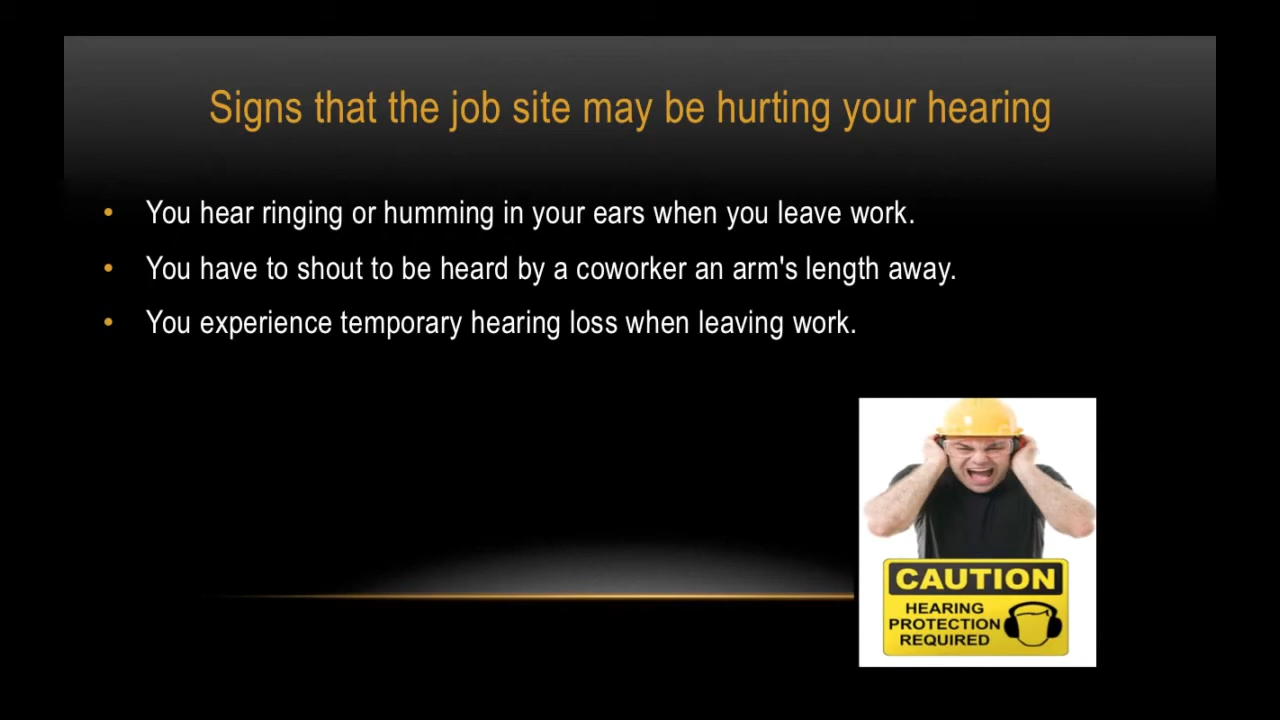 Signs that the job site may be hurting your hearing
• You hear ringing or humming in your ears when you leave work.
• You have to shout to be heard by a coworker an arm's length away.
• You experience temporary hearing loss when leaving work.
CAUTION
HEARING
PROTECTION
REQUIRED